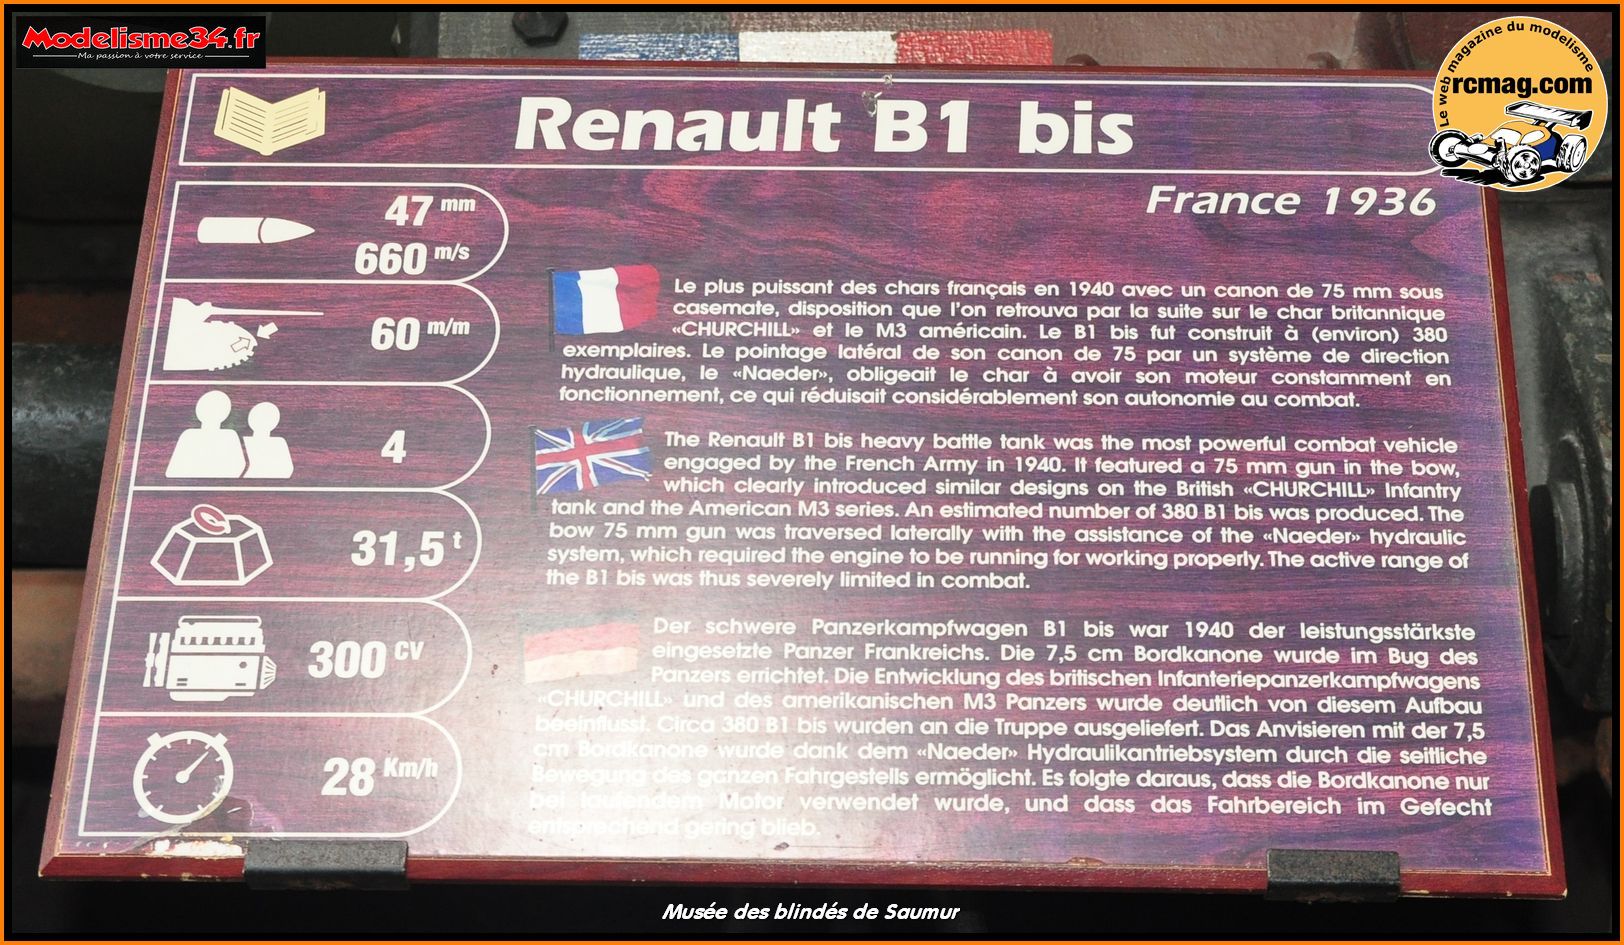 Modelisme34.fr
Ma passion à votre service
Le web magazine du modelisme
rcmag.com
Renault B1 bis
France 1936
47 mm
660 m/s
60 m/m
4
31,5 t
300 CV
28 Km/h
Le plus puissant des chars français en 1940 avec un canon de 75 mm sous
casemate, disposition que l'on retrouva par la suite sur le char britannique
«CHURCHILL» et le M3 américain. Le B1 bis fut construit à (environ) 380
exemplaires. Le pointage latéral de son canon de 75 par un système de direction
hydraulique, le «Naeder», obligeait le char à avoir son moteur constamment en
fonctionnement, ce qui réduisait considérablement son autonomie au combat.
The Renault B1 bis heavy battle tank was the most powerful combat vehicle
engaged by the French Army in 1940. It featured a 75 mm gun in the bow,
which clearly introduced similar designs on the British «CHURCHILL» Infantry
tank and the American M3 series. An estimated number of 380 B1 bis was produced. The
bow 75 mm gun was traversed laterally with the assistance of the «Naeder» hydraulic
system, which required the engine to be running for working properly. The active range of
the B1 bis was thus severely limited in combat.
Der schwere Panzerkampfwagen B1 bis war 1940 der leistungsstärkste
eingesetzte Panzer Frankreichs. Die 7,5 cm Bordkanone wurde im Bug des
Panzers errichtet. Die Entwicklung des britischen Infanteriepanzerkampfwagens
«CHURCHILL» und des amerikanischen M3 Panzers wurde deutlich von diesem Aufbau
beeinflusst. Circa 380 B1 bis wurden an die Truppe ausgeliefert. Das Anvisieren mit der 7,5
cm Bordkanone wurde dank dem «Naeder» Hydraulikantriebsystem durch die seitliche
Bewegung des ganzen Fahrgestells ermöglicht. Es folgte daraus, dass die Bordkanone nur
bei laufendem Motor verwendet wurde, und dass das Fahrbereich im Gefecht
entsprechend gering blieb.
Musée des blindés de Saumur